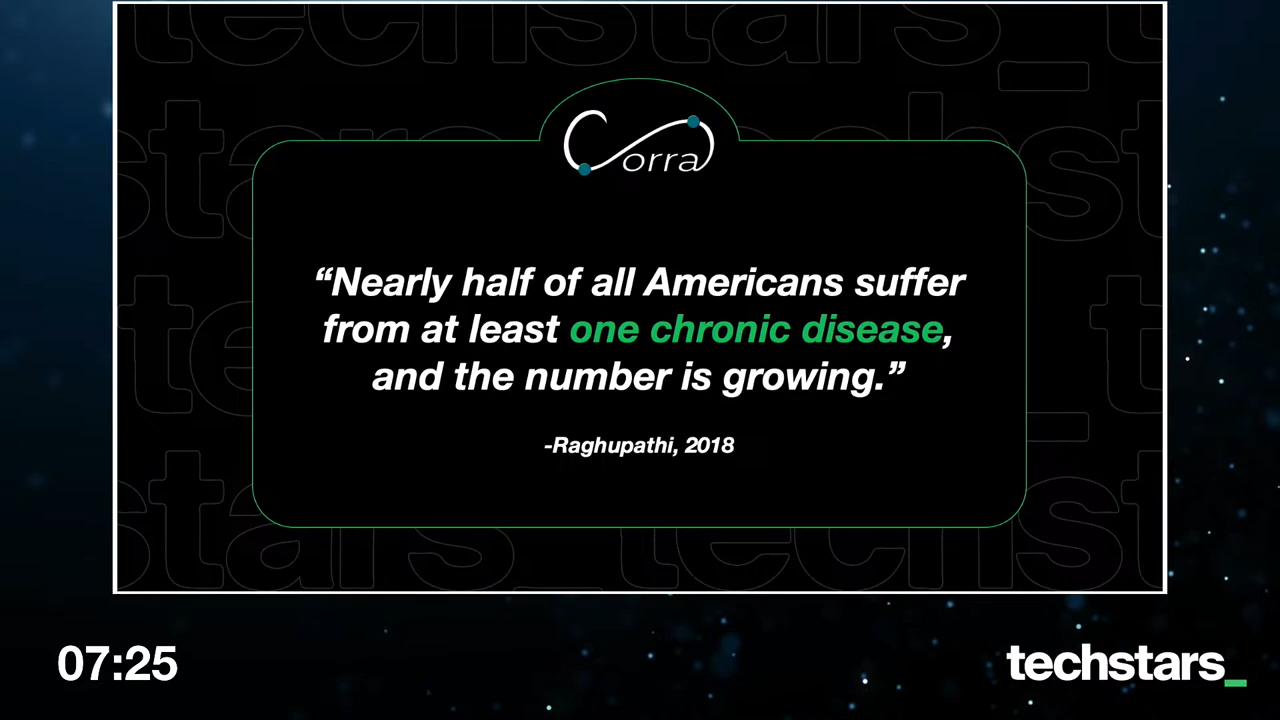 Corra
“Nearly half of all Americans suffer
from at least one chronic disease,
and the number is growing.”
-Raghupathi, 2018
07:25
techstars_